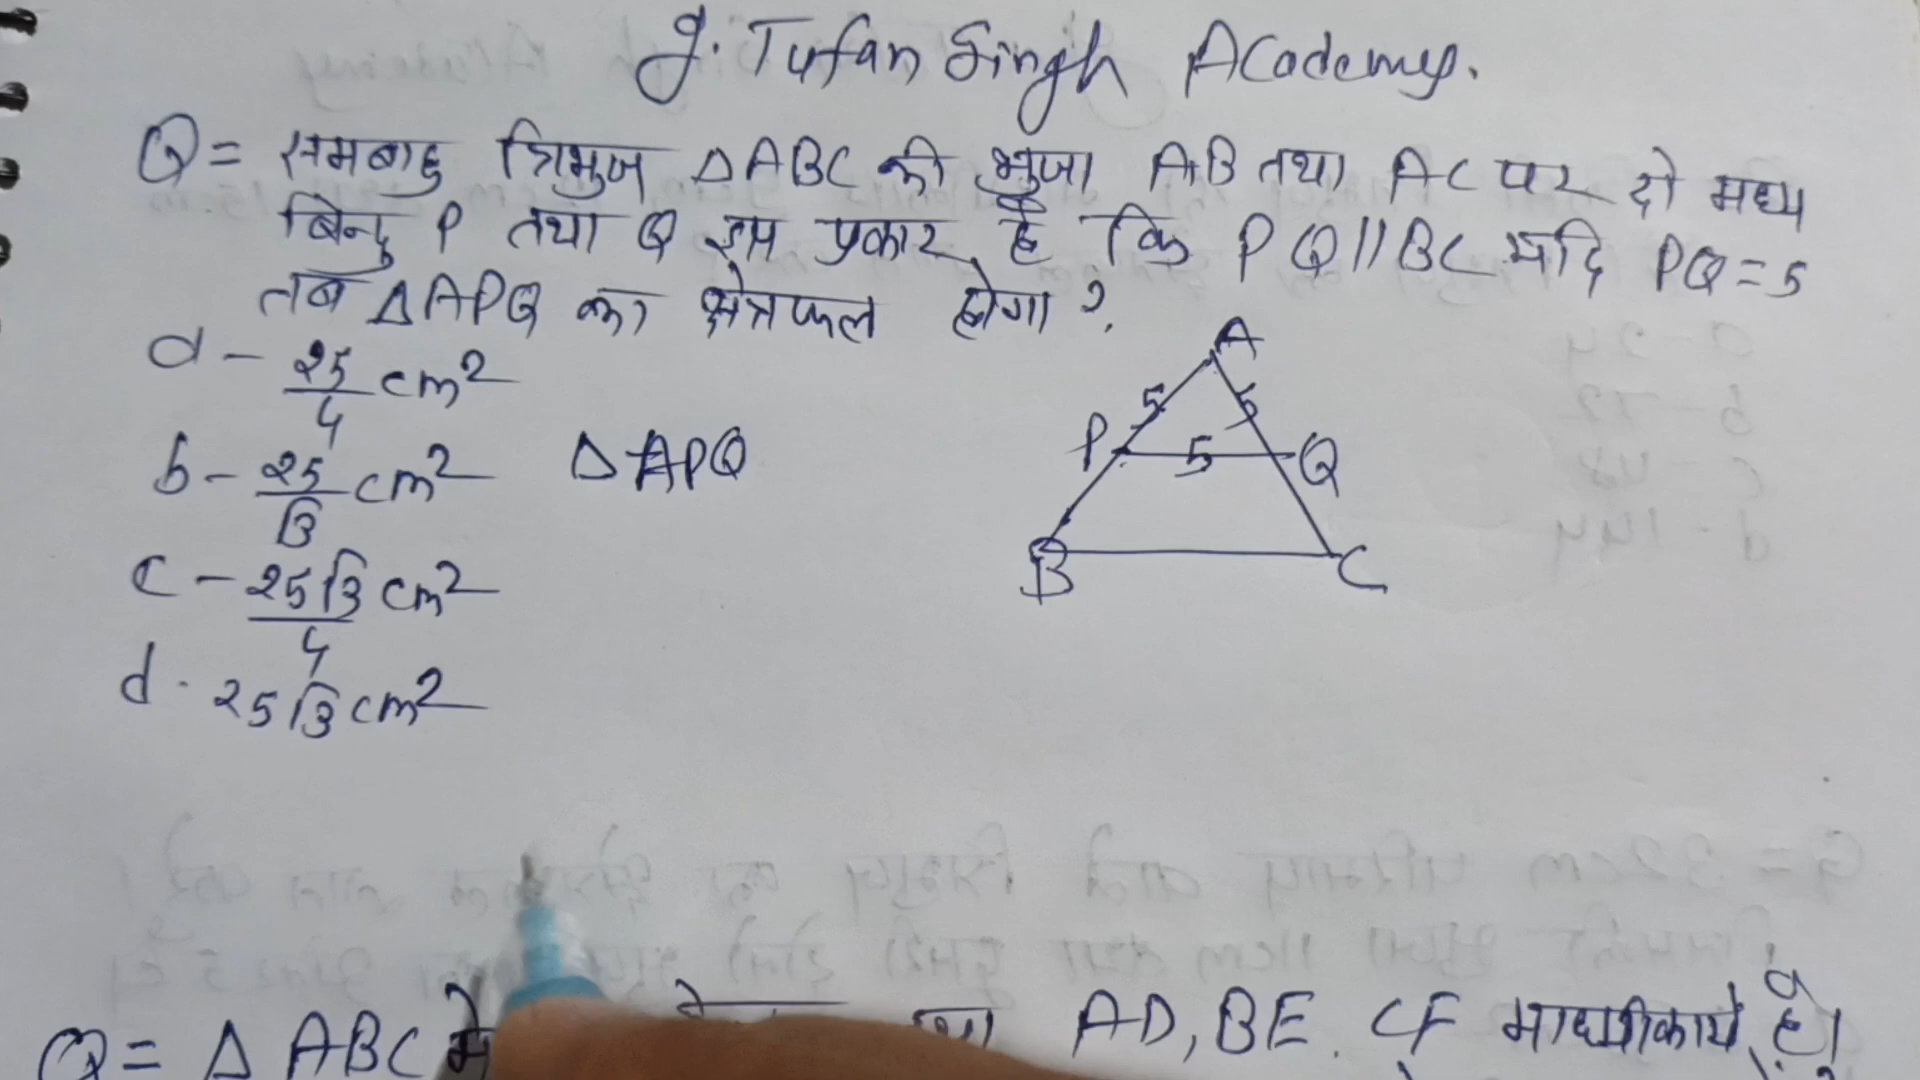 J. Tufan Singh Academy.
Q= समबाहु त्रिभुज ΔABC की भुजा AB तथा AC पर दो मध्य
बिन्दु P तथा Q इस प्रकार है कि PQ||BC यदि PQ=5
तब ΔAPQ का क्षेत्रफल होगा ?
a - 25/4 cm²
b - 25/√3 cm²
c - 25√3/4 cm²
d. 25√3 cm²
ΔAPQ
A
5 5
P 5 Q
B C
Q= Δ ABC में AD, BE. CF माध्यिकायें है।